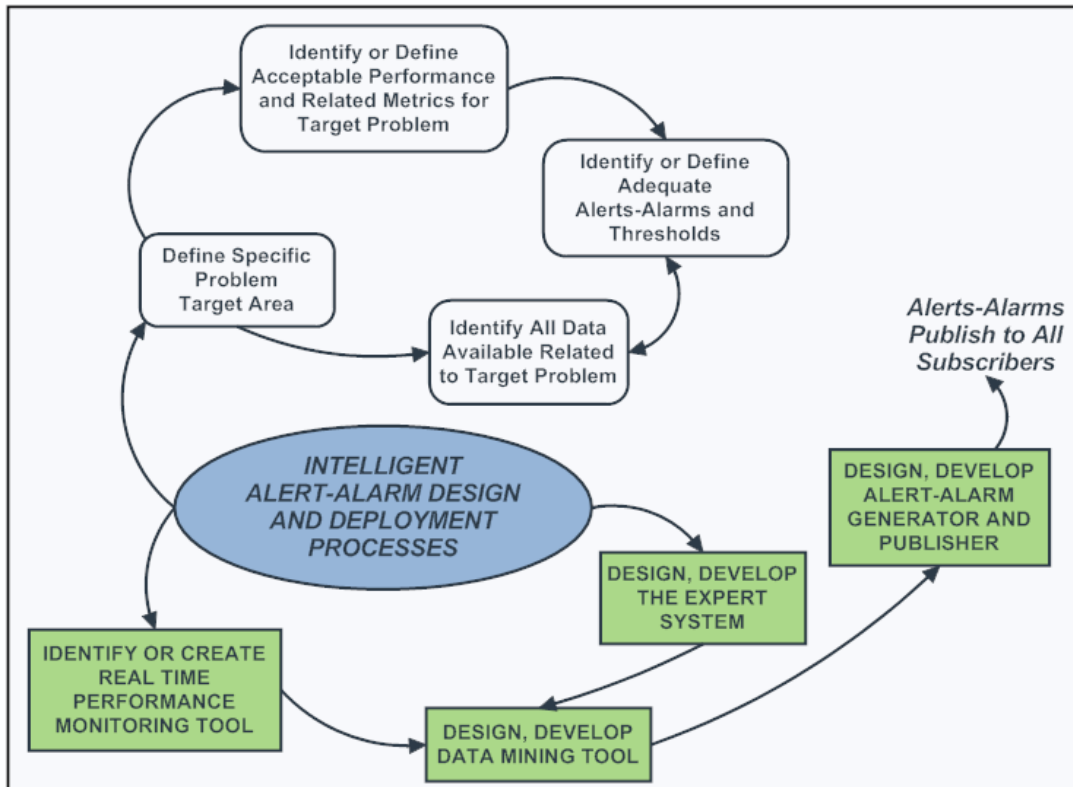 Identify or Define
Acceptable Performance
and Related Metrics for
Target Problem
Identify or Define
Adequate
Alerts-Alarms and
Thresholds
Define Specific
Problem
Target Area
Identify All Data
Available Related
to Target Problem
Alerts-Alarms
Publish to All
Subscribers
INTELLIGENT
ALERT-ALARM DESIGN
AND DEPLOYMENT
PROCESSES
DESIGN, DEVELOP
ALERT-ALARM
GENERATOR AND
PUBLISHER
DESIGN, DEVELOP
THE EXPERT
SYSTEM
IDENTIFY OR CREATE
REAL TIME
PERFORMANCE
MONITORING TOOL
DESIGN, DEVELOP
DATA MINING TOOL